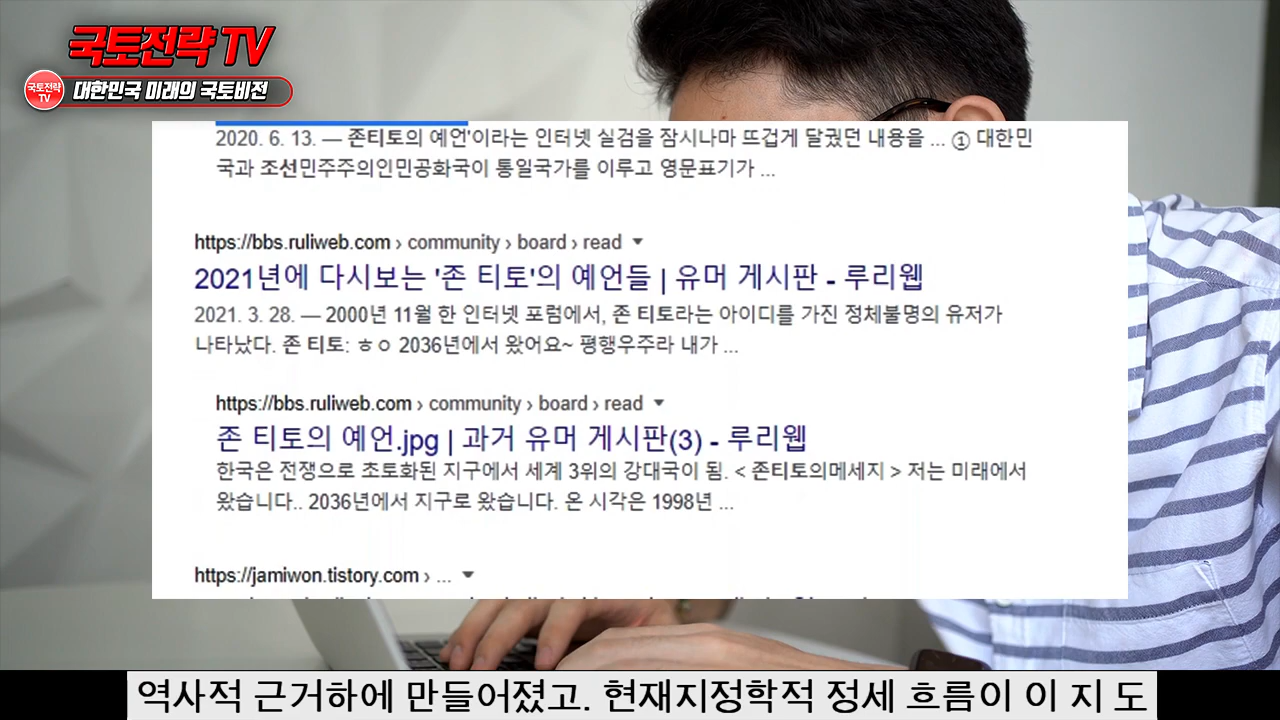 국토전략 TV
국토전략
TV
대한민국 미래의 국토비전
2020. 6. 13. — 존티토의 예언'이라는 인터넷 실검을 잠시나마 뜨겁게 달궜던 내용을 ... ① 대한민
국과 조선민주주의인민공화국이 통일국가를 이루고 영문표기가 ...
https://bbs.ruliweb.com › community › board › read
2021년에 다시보는 '존 티토'의 예언들 | 유머 게시판 - 루리웹
2021. 3. 28. — 2000년 11월 한 인터넷 포럼에서, 존 티토라는 아이디를 가진 정체불명의 유저가
나타났다. 존 티토: ㅎㅇ 2036년에서 왔어요~ 평행우주라 내가 ...
https://bbs.ruliweb.com › community › board › read
존 티토의 예언.jpg | 과거 유머 게시판(3) - 루리웹
한국은 전쟁으로 초토화된 지구에서 세계 3위의 강대국이 됨. < 존티토의메세지 > 저는 미래에서
왔습니다.. 2036년에서 지구로 왔습니다. 온 시각은 1998년 ...
https://jamiwon.tistory.com › ...
역사적 근거하에 만들어졌고. 현재지정학적 정세 흐름이 이 지 도